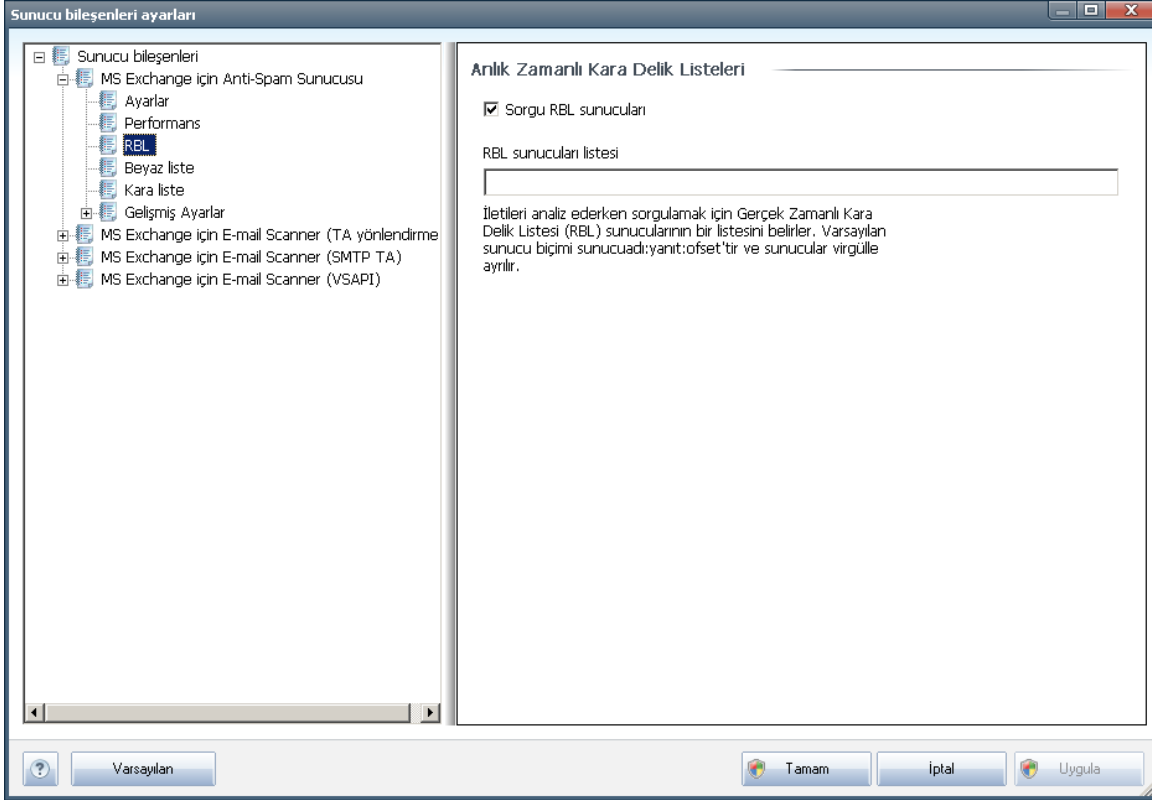 Sunucu bileşenleri ayarları
Sunucu bileşenleri
MS Exchange için Anti-Spam Sunucusu
Ayarlar
Performans
RBL
Beyaz liste
Kara liste
Gelişmiş Ayarlar
MS Exchange için E-mail Scanner (TA yönlendirme
MS Exchange için E-mail Scanner (SMTP TA)
MS Exchange için E-mail Scanner (VSAPI)
Anlık Zamanlı Kara Delik Listeleri
Sorgu RBL sunucuları
RBL sunucuları listesi
İletileri analiz ederken sorgulamak için Gerçek Zamanlı Kara
Delik Listesi (RBL) sunucularının bir listesini belirler. Varsayılan
sunucu biçimi sunucuadı:yanıt:ofset'tir ve sunucular virgülle
ayrılır.
?
Varsayılan
Tamam
İptal
Uygula